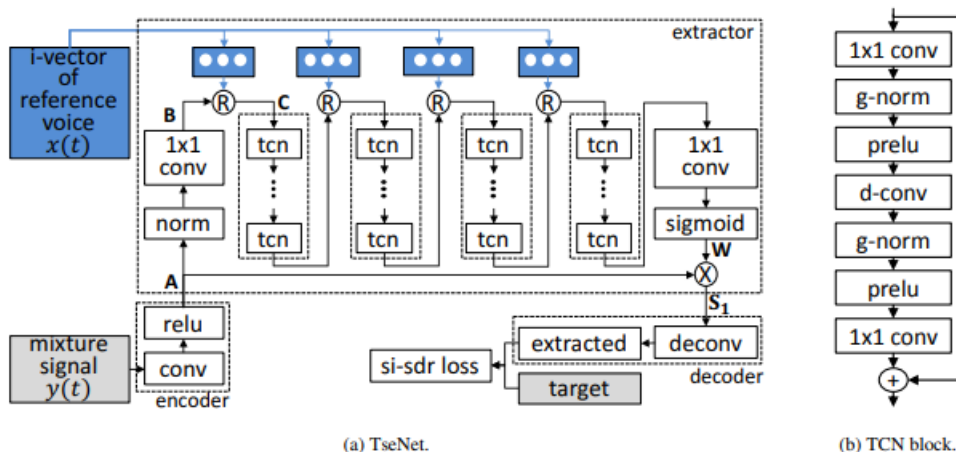 i-vector
of
reference
voice
x(t)
extractor
R
R
R
R
B
C
1x1
conv
norm
A
tcn
tcn
tcn
tcn
tcn
tcn
tcn
tcn
1x1
conv
sigmoid
W
X
S₁
relu
conv
encoder
mixture
signal
y(t)
si-sdr loss
extracted
deconv
target
decoder
(a) TseNet.
1x1 conv
g-norm
prelu
d-conv
g-norm
prelu
1x1 conv
+
(b) TCN block.